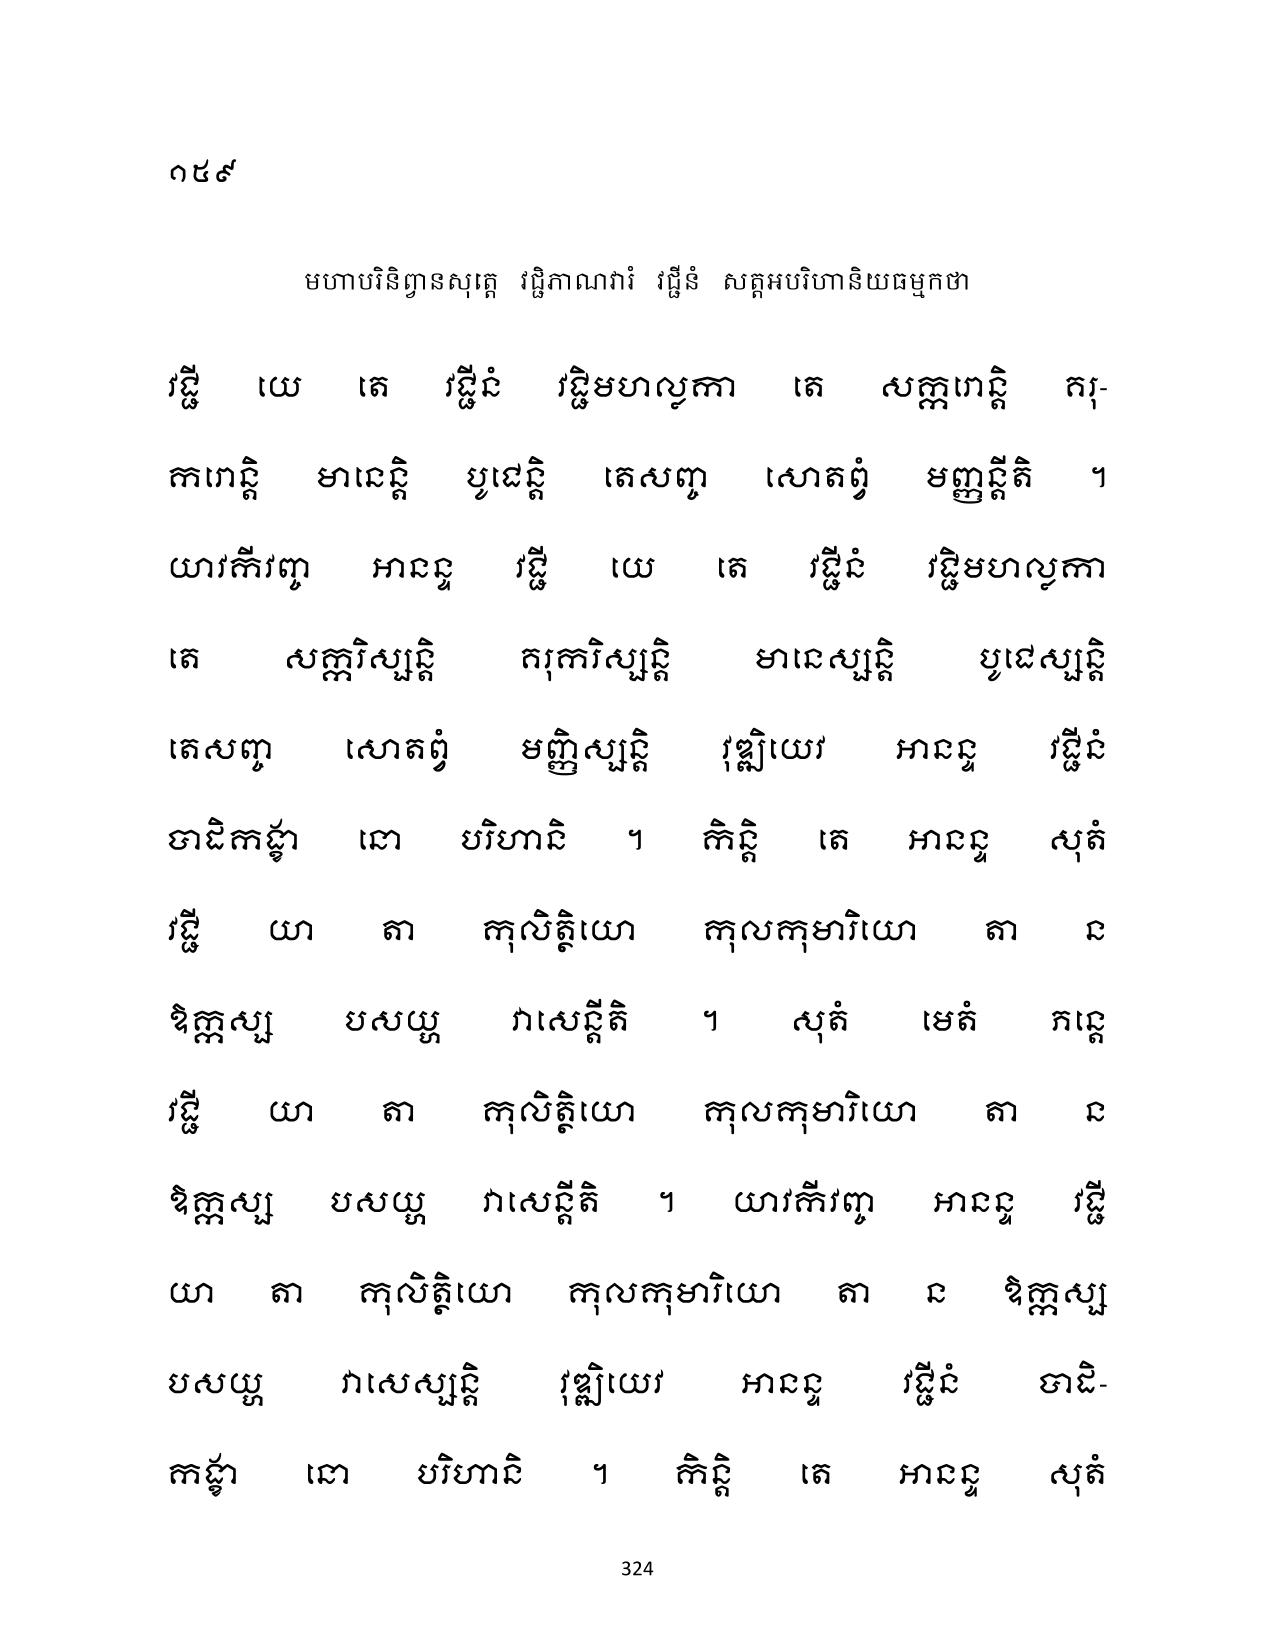 ១៥៩
មហាបរិនិព្វានសុត្តេ វជ្ជិភាណវារំ វជ្ជីនំ សត្តអបរិហានិយធម្មកថា
វជ្ជី យេ តេ វជ្ជីនំ វជ្ជិមហល្លកា តេ សក្ករោន្តិ គរុ-
ករោន្តិ មានេន្តិ បូជេន្តិ តេសញ្ច សោតព្វំ មញ្ញន្តីតិ ។
យាវកីវញ្ច អានន្ទ វជ្ជី យេ តេ វជ្ជីនំ វជ្ជិមហល្លកា
តេ សក្ករិស្សន្តិ គរុករិស្សន្តិ មានេស្សន្តិ បូជេស្សន្តិ
តេសញ្ច សោតព្វំ មញ្ញិស្សន្តិ វុឌ្ឍិយេវ អានន្ទ វជ្ជីនំ
បាដិកង្ខា នោ បរិហានិ ។ កិន្តិ តេ អានន្ទ សុតំ
វជ្ជី យា តា កុលិត្ថិយោ កុលកុមារិយោ តា ន
ឱក្កស្ស បសយ្ហ វាសេន្តីតិ ។ សុតំ មេតំ ភន្តេ
វជ្ជី យា តា កុលិត្ថិយោ កុលកុមារិយោ តា ន
ឱក្កស្ស បសយ្ហ វាសេន្តីតិ ។ យាវកីវញ្ច អានន្ទ វជ្ជី
យា តា កុលិត្ថិយោ កុលកុមារិយោ តា ន ឱក្កស្ស
បសយ្ហ វាសេស្សន្តិ វុឌ្ឍិយេវ អានន្ទ វជ្ជីនំ បាដិ-
កង្ខា នោ បរិហានិ ។ កិន្តិ តេ អានន្ទ សុតំ
324